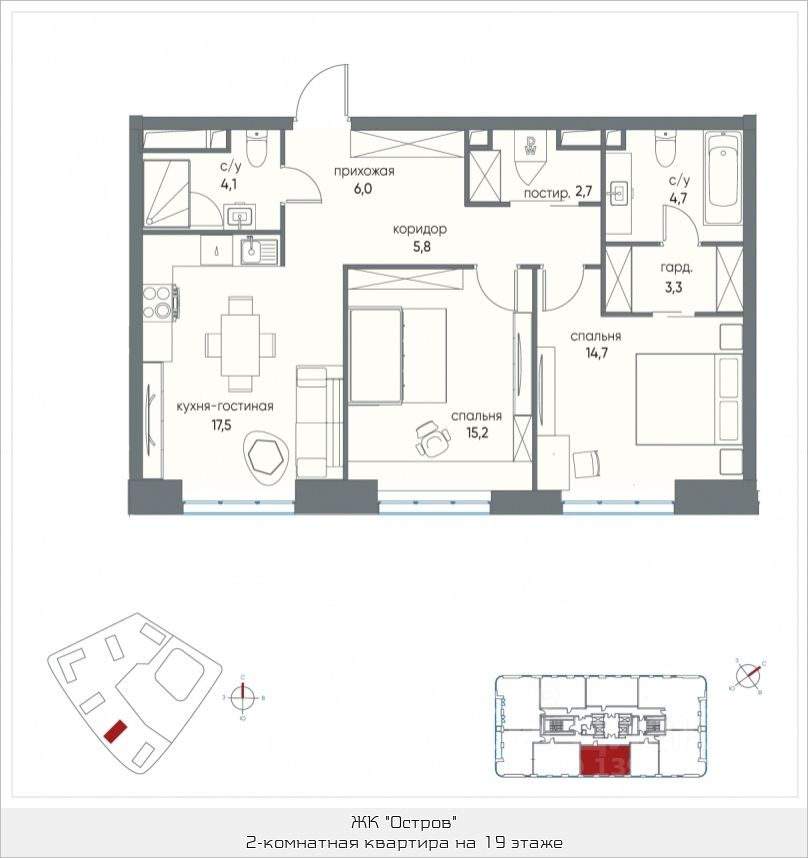 с/у
4,1
прихожая
6,0
коридор
5,8
D
W
постир. 2,7
с/у
4,7
гард.
3,3
кухня-гостиная
17,5
спальня
15,2
спальня
14,7
С
З
В
Ю
З
С
Ю
В
ЖК "Остров"
2-комнатная квартира на 19 этаже